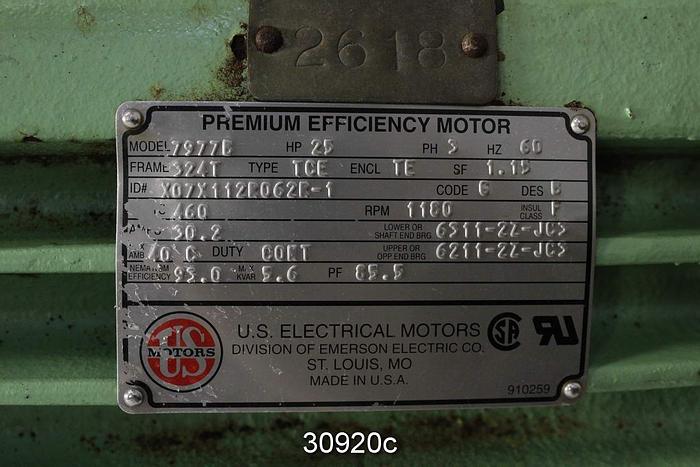 2618
PREMIUM EFFICIENCY MOTOR
MODEL 7977B HP 25 PH 3 HZ 60
FRAME 324T TYPE TCE ENCL TE SF 1.15
ID# X07X112R062R-1 CODE G DES B
460 RPM 1180 INSUL CLASS F
30.2 LOWER OR SHAFT END BRG 6311-2Z-JC3
AMB 40°C DUTY CONT UPPER OR OPP END BRG 6211-2Z-JC3
NEMA NOM EFFICIENCY 93.0 MAX KVAR 5.6 PF 85.5
US MOTORS
U.S. ELECTRICAL MOTORS
DIVISION OF EMERSON ELECTRIC CO.
ST. LOUIS, MO
MADE IN U.S.A.
910259
30920c